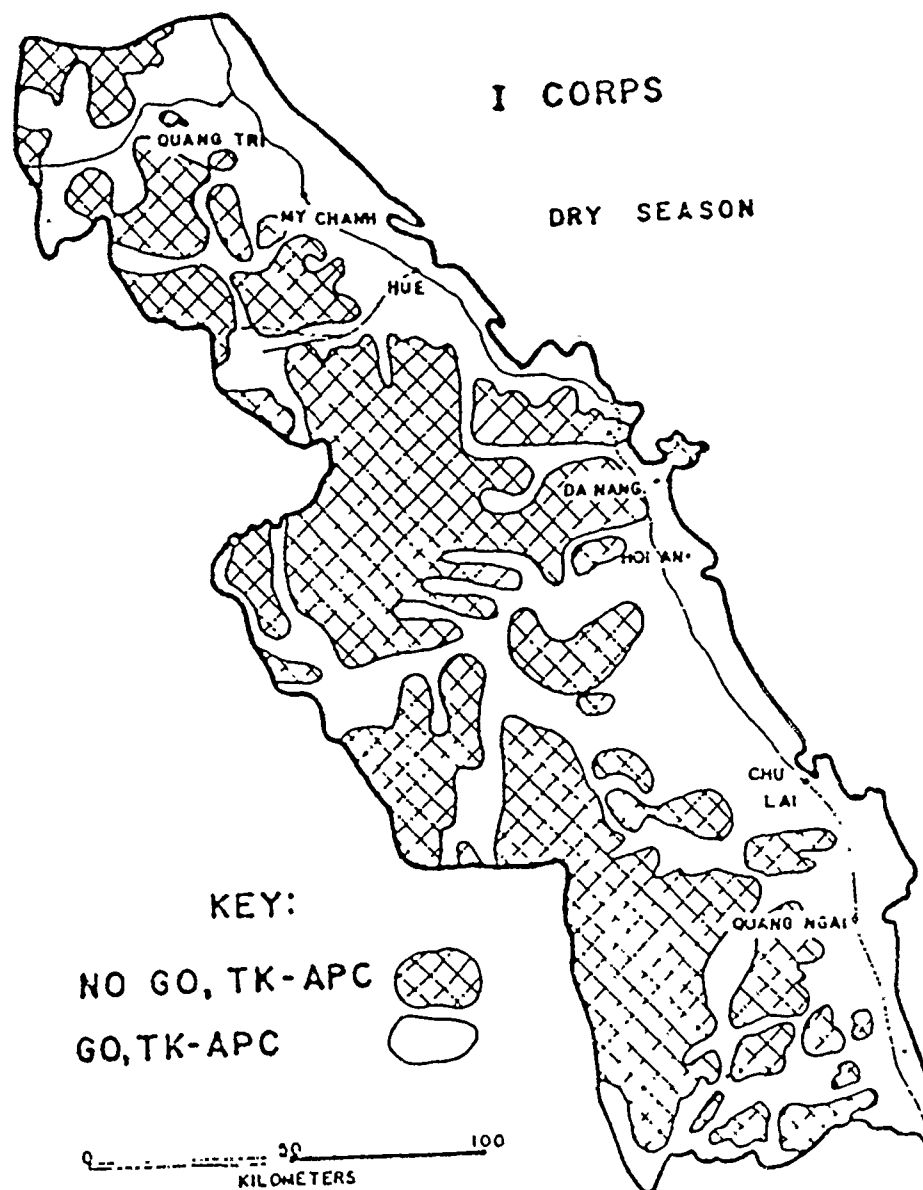 I CORPS
DRY SEASON
QUANG TRI
MY CHANH
HUE
DA NANG
HOI AN
CHU
LAI
QUANG NGAI
KEY:
NO GO, TK-APC
GO, TK-APC
0 50 100
KILOMETERS